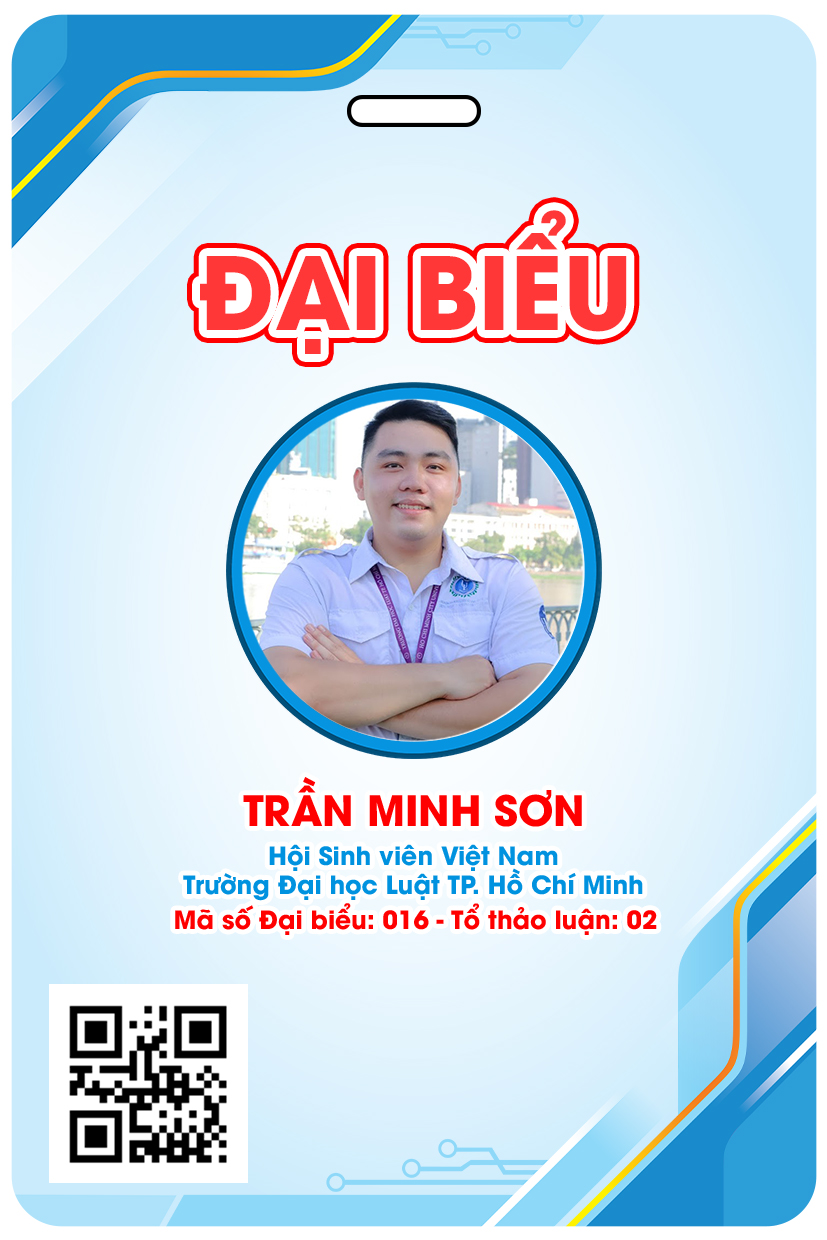 ĐẠI BIỂU
TRẦN MINH SƠN
Hội Sinh viên Việt Nam
Trường Đại học Luật TP. Hồ Chí Minh
Mã số Đại biểu: 016 - Tổ thảo luận: 02